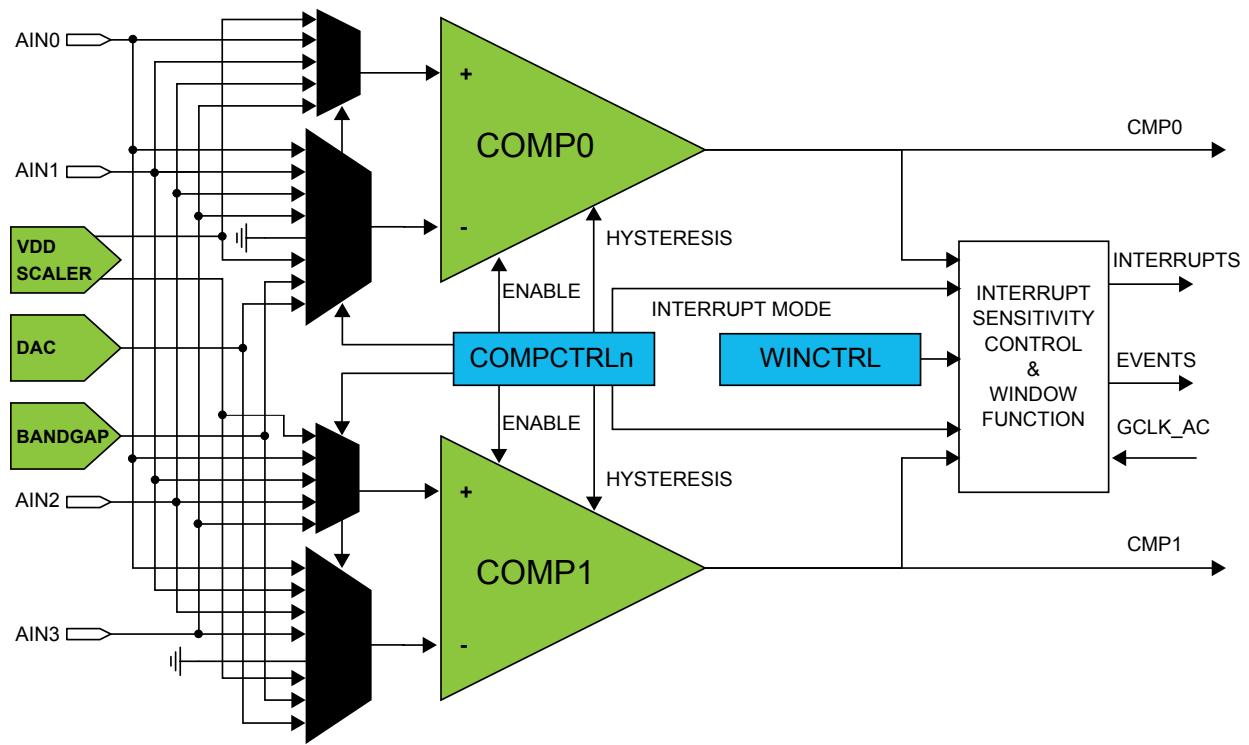 AIN0
+
COMP0
-
CMP0
AIN1
VDD
SCALER
HYSTERESIS
ENABLE
INTERRUPT MODE
INTERRUPTS
INTERRUPT
SENSITIVITY
CONTROL
&
WINDOW
FUNCTION
DAC
COMPCTRLn
WINCTRL
EVENTS
BANDGAP
ENABLE
GCLK_AC
HYSTERESIS
AIN2
+
COMP1
-
CMP1
AIN3